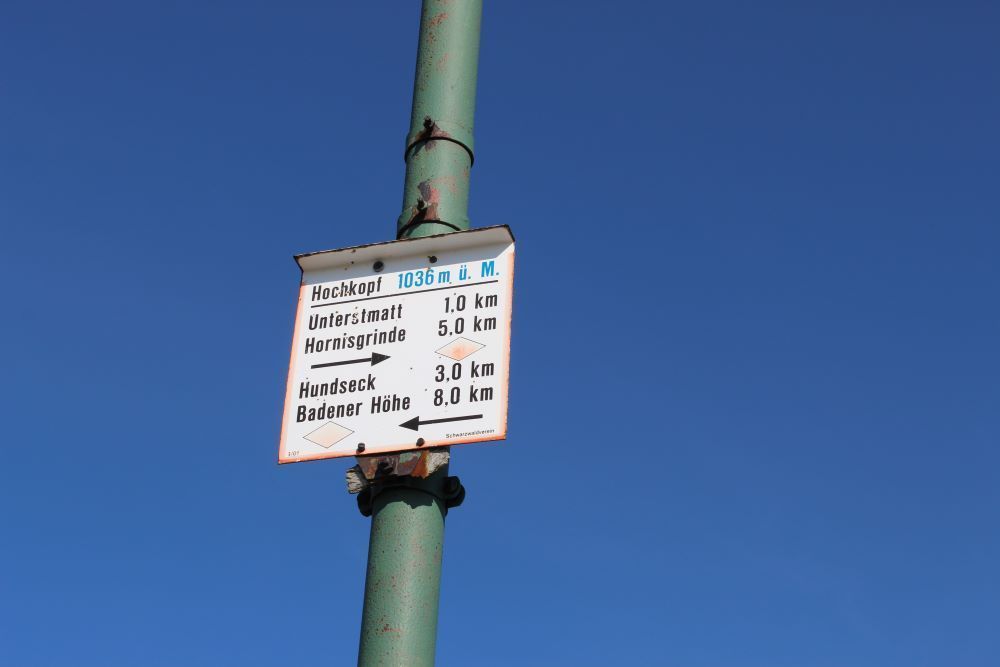 Hochkopf 1036 m ü. M.
Unterstmatt 1,0 km
Hornisgrinde 5,0 km
Hundseck 3,0 km
Badener Höhe 8,0 km
Schwarzwaldverein